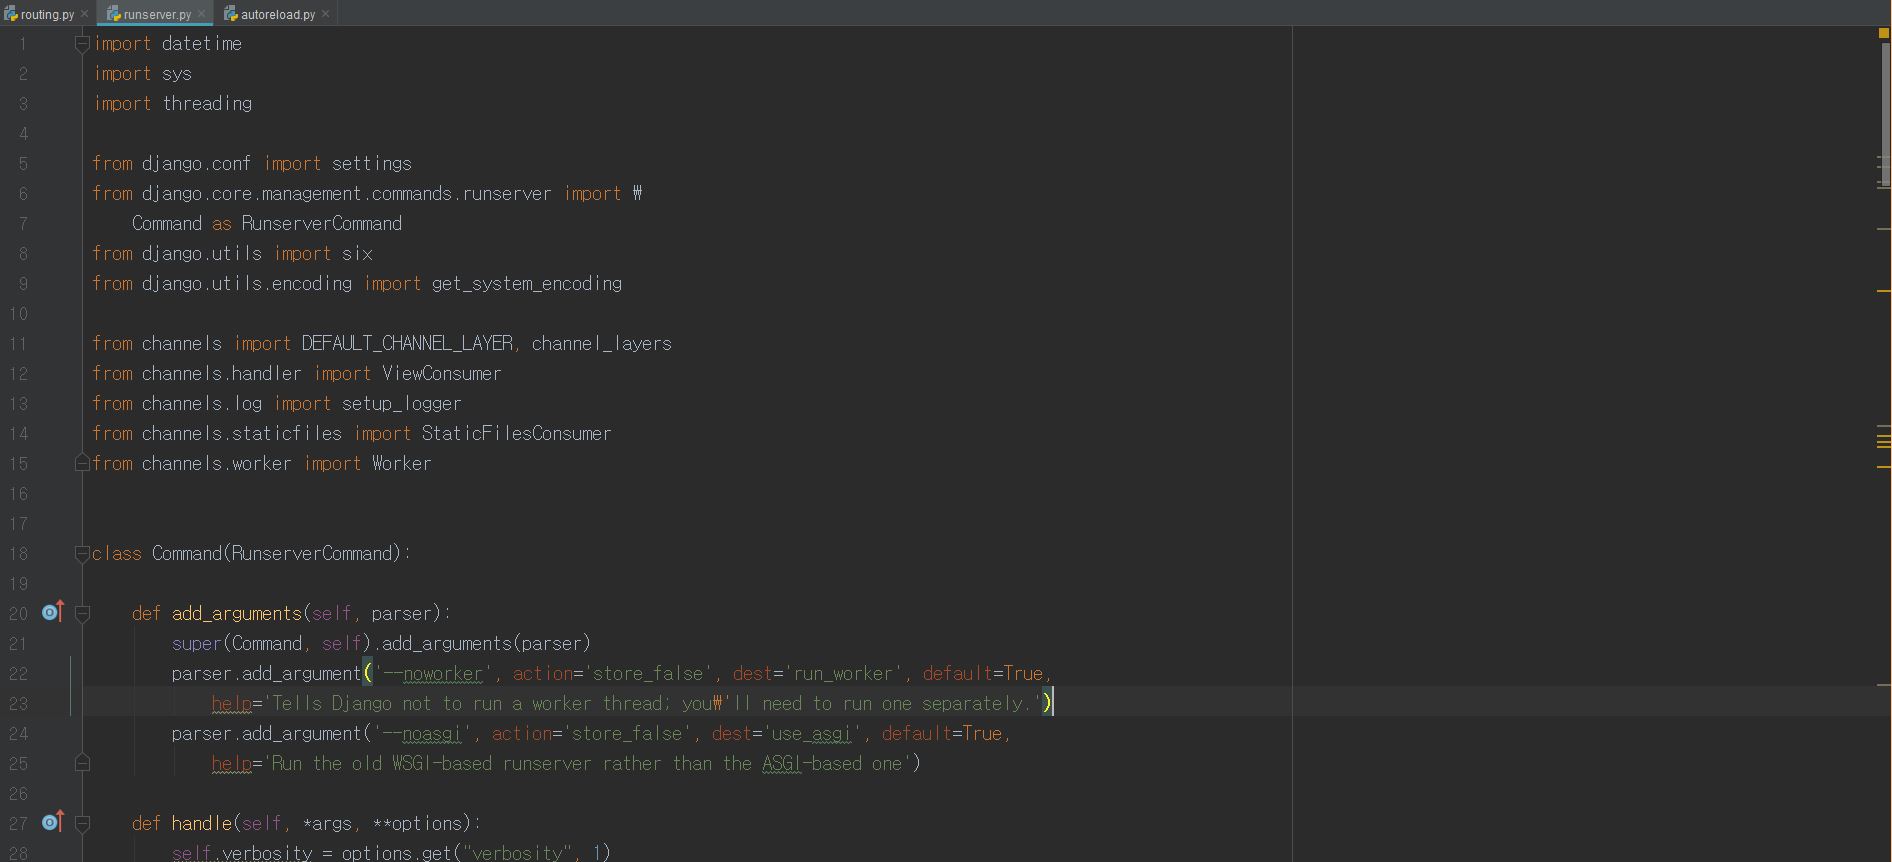 routing.py runserver.py autoreload.py
1 import datetime
2 import sys
3 import threading
4
5 from django.conf import settings
6 from django.core.management.commands.runserver import ₩
7 Command as RunserverCommand
8 from django.utils import six
9 from django.utils.encoding import get_system_encoding
10
11 from channels import DEFAULT_CHANNEL_LAYER, channel_layers
12 from channels.handler import ViewConsumer
13 from channels.log import setup_logger
14 from channels.staticfiles import StaticFilesConsumer
15 from channels.worker import Worker
16
17
18 class Command(RunserverCommand):
19
20 def add_arguments(self, parser):
21 super(Command, self).add_arguments(parser)
22 parser.add_argument('--noworker', action='store_false', dest='run_worker', default=True,
23 help='Tells Django not to run a worker thread; you₩'ll need to run one separately.')
24 parser.add_argument('--noasgi', action='store_false', dest='use_asgi', default=True,
25 help='Run the old WSGI-based runserver rather than the ASGI-based one')
26
27 def handle(self, *args, **options):
28 self.verbosity = options.get("verbosity", 1)